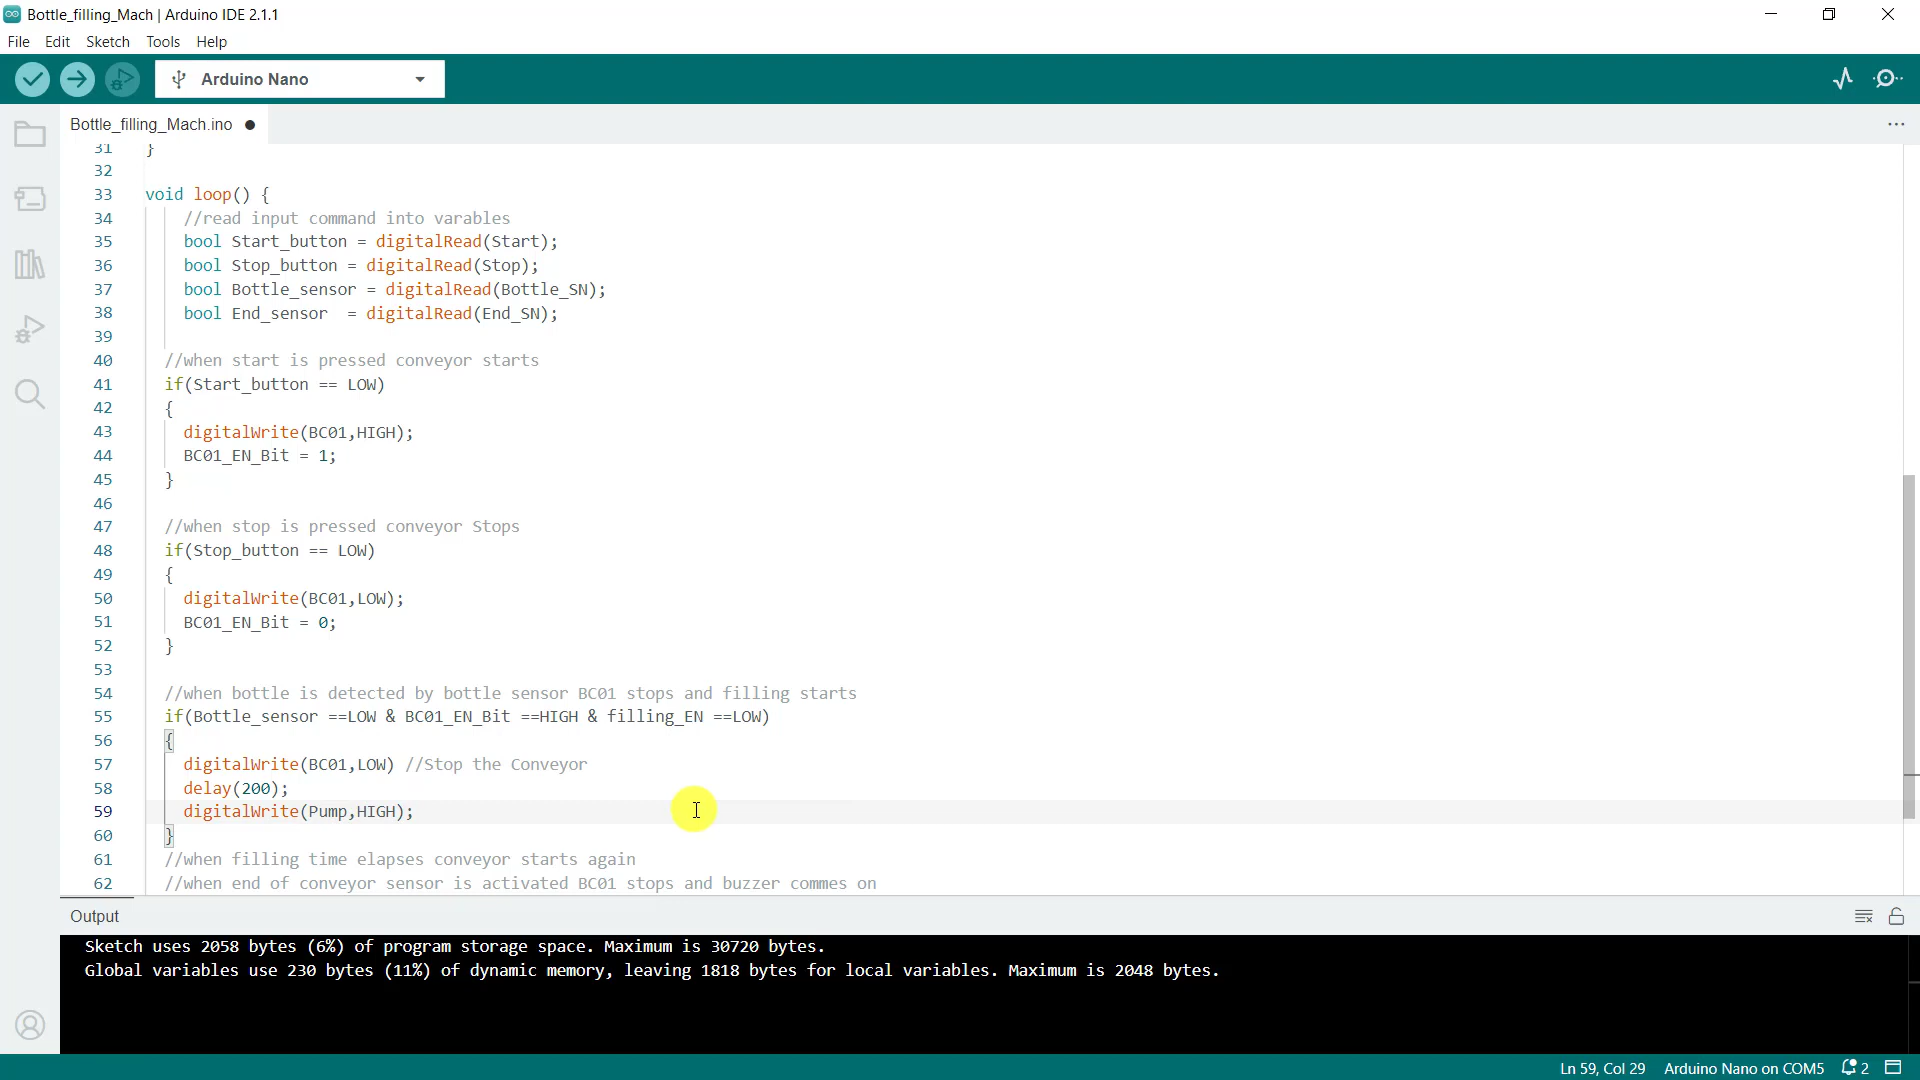 Bottle_filling_Mach | Arduino IDE 2.1.1
File Edit Sketch Tools Help
Arduino Nano
Bottle_filling_Mach.ino
31 }
32
33 void loop() {
34 //read input command into varables
35 bool Start_button = digitalRead(Start);
36 bool Stop_button = digitalRead(Stop);
37 bool Bottle_sensor = digitalRead(Bottle_SN);
38 bool End_sensor  = digitalRead(End_SN);
39
40 //when start is pressed conveyor starts
41 if(Start_button == LOW)
42 {
43 digitalWrite(BC01,HIGH);
44 BC01_EN_Bit = 1;
45 }
46
47 //when stop is pressed conveyor Stops
48 if(Stop_button == LOW)
49 {
50 digitalWrite(BC01,LOW);
51 BC01_EN_Bit = 0;
52 }
53
54 //when bottle is detected by bottle sensor BC01 stops and filling starts
55 if(Bottle_sensor ==LOW & BC01_EN_Bit ==HIGH & filling_EN ==LOW)
56 {
57 digitalWrite(BC01,LOW) //Stop the Conveyor
58 delay(200);
59 digitalWrite(Pump,HIGH);
60 }
61 //when filling time elapses conveyor starts again
62 //when end of conveyor sensor is activated BC01 stops and buzzer commes on
Output
Sketch uses 2058 bytes (6%) of program storage space. Maximum is 30720 bytes.
Global variables use 230 bytes (11%) of dynamic memory, leaving 1818 bytes for local variables. Maximum is 2048 bytes.
Ln 59, Col 29 Arduino Nano on COM5 2